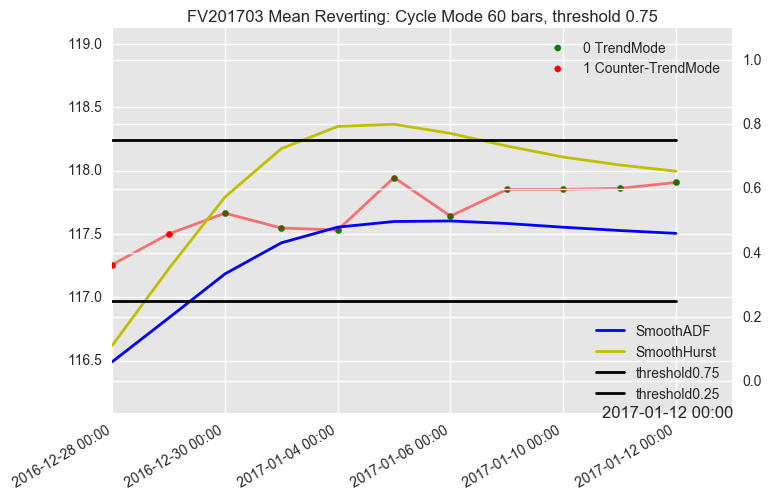 FV201703 Mean Reverting: Cycle Mode 60 bars, threshold 0.75
0 TrendMode
1 Counter-TrendMode
119.0
118.5
118.0
117.5
117.0
116.5
1.0
0.8
0.6
0.4
0.2
0.0
SmoothADF
SmoothHurst
threshold0.75
threshold0.25
2017-01-12 00:00
2016-12-28 00:00
2016-12-30 00:00
2017-01-04 00:00
2017-01-06 00:00
2017-01-10 00:00
2017-01-12 00:00